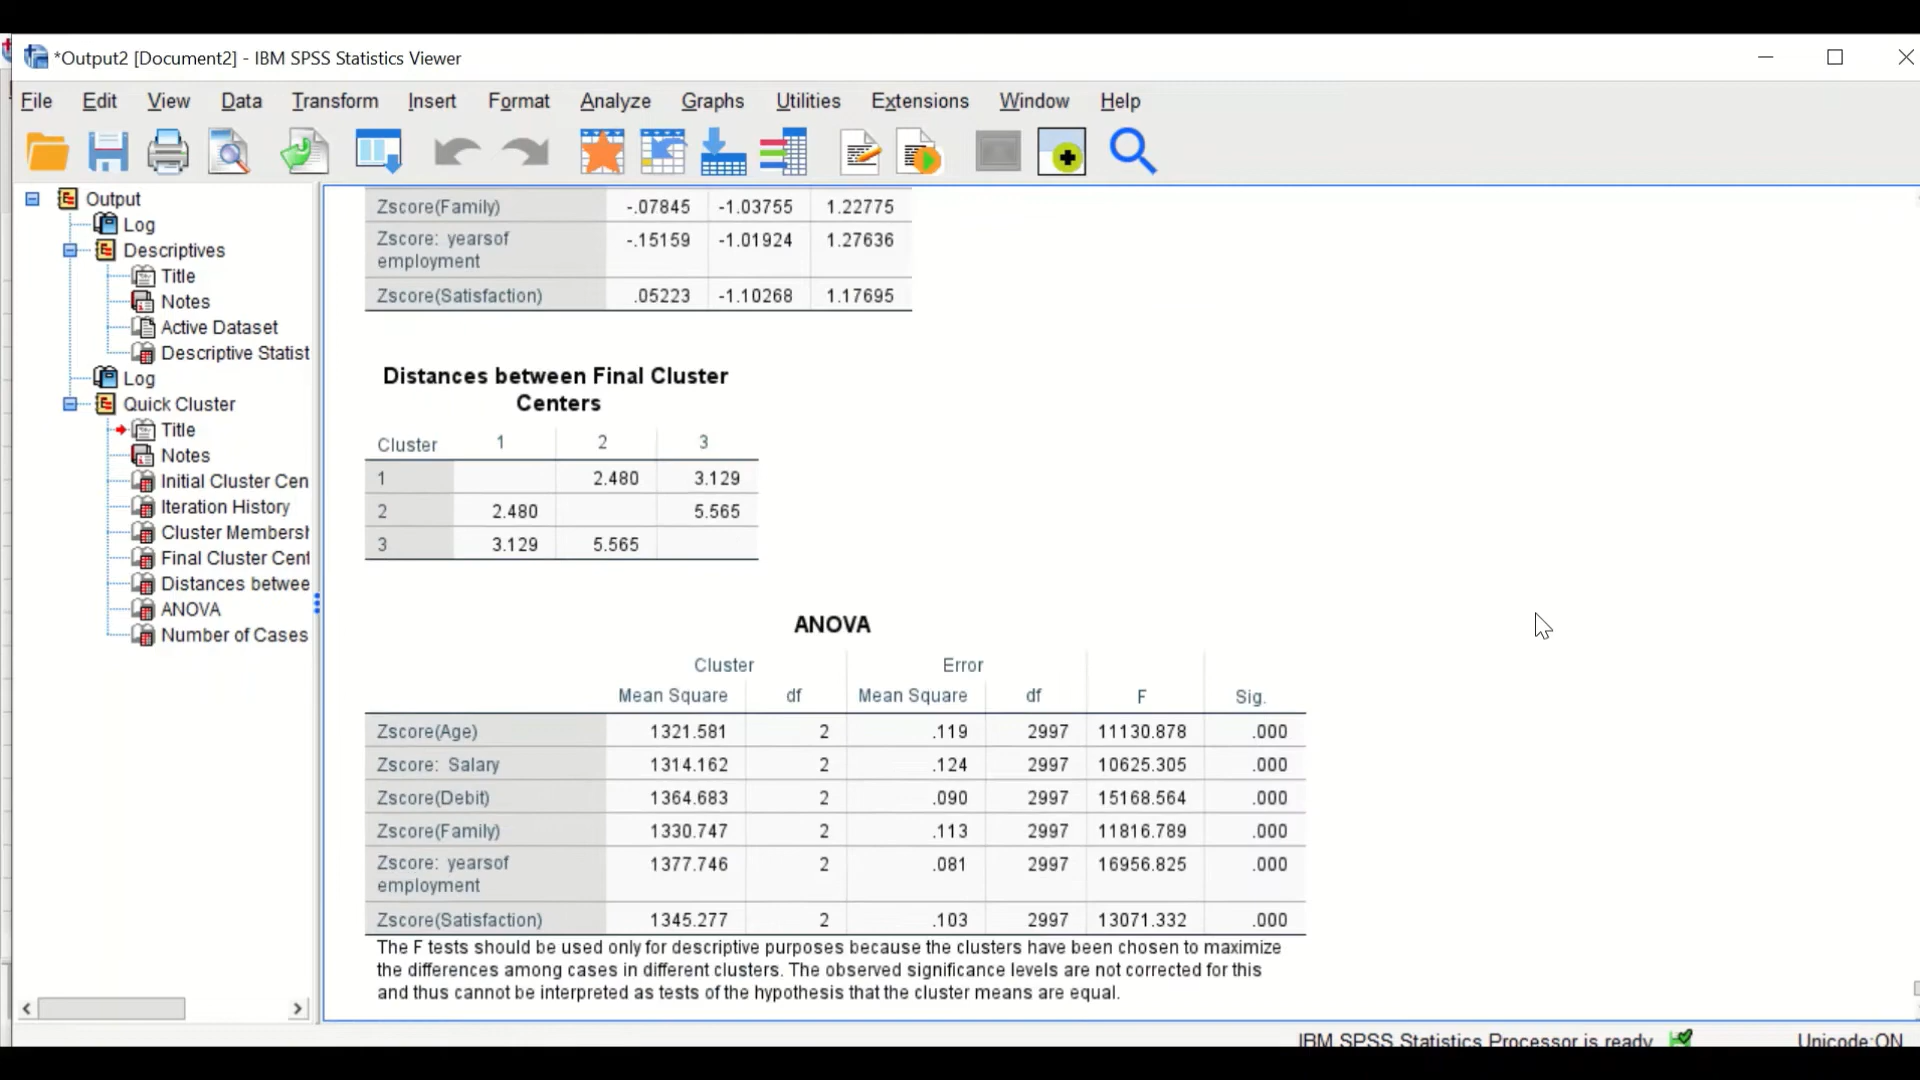 *Output2 [Document2] - IBM SPSS Statistics Viewer
File Edit View Data Transform Insert Format Analyze Graphs Utilities Extensions Window Help
Output
Log
Descriptives
Title
Notes
Active Dataset
Descriptive Statist
Log
Quick Cluster
Title
Notes
Initial Cluster Cen
Iteration History
Cluster Membersh
Final Cluster Cent
Distances betwee
ANOVA
Number of Cases
Zscore(Family) -.07845 -1.03755 1.22775
Zscore: yearsof
employment -.15159 -1.01924 1.27636
Zscore(Satisfaction) .05223 -1.10268 1.17695
Distances between Final Cluster
Centers
Cluster 1 2 3
1 2.480 3.129
2 2.480 5.565
3 3.129 5.565
ANOVA
Cluster Error
Mean Square df Mean Square df F Sig.
Zscore(Age) 1321.581 2 .119 2997 11130.878 .000
Zscore: Salary 1314.162 2 .124 2997 10625.305 .000
Zscore(Debit) 1364.683 2 .090 2997 15168.564 .000
Zscore(Family) 1330.747 2 .113 2997 11816.789 .000
Zscore: yearsof
employment 1377.746 2 .081 2997 16956.825 .000
Zscore(Satisfaction) 1345.277 2 .103 2997 13071.332 .000
The F tests should be used only for descriptive purposes because the clusters have been chosen to maximize
the differences among cases in different clusters. The observed significance levels are not corrected for this
and thus cannot be interpreted as tests of the hypothesis that the cluster means are equal.
IBM SPSS Statistics Processor is ready Unicode:ON